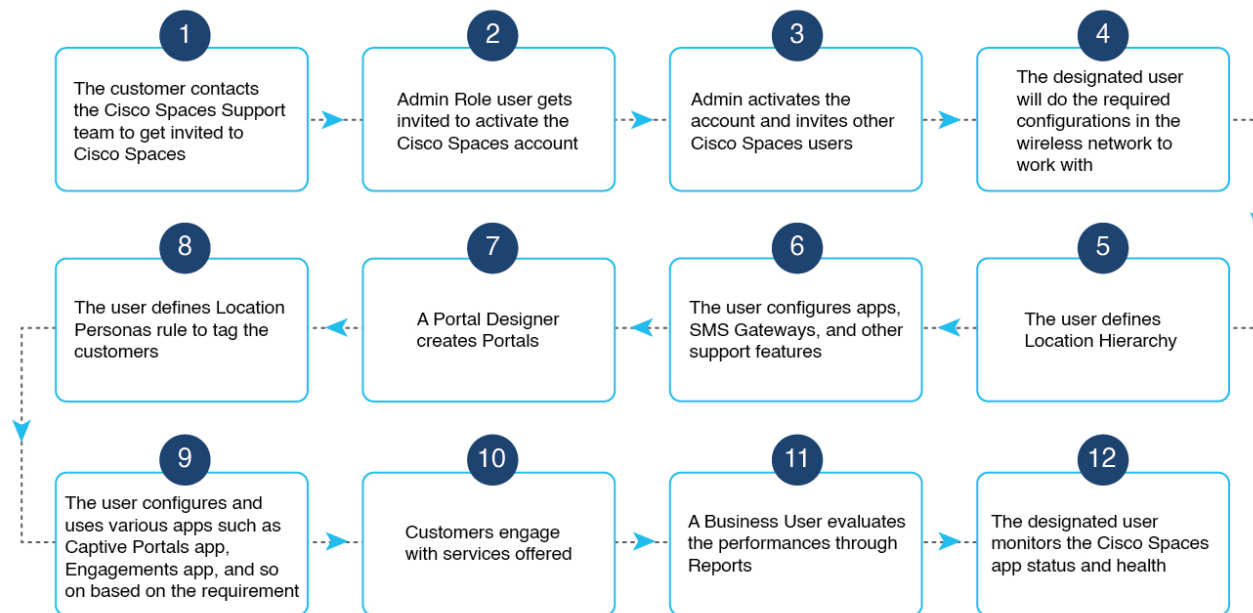 1
The customer contacts
the Cisco Spaces Support
team to get invited to
Cisco Spaces
2
Admin Role user gets
invited to activate the
Cisco Spaces account
3
Admin activates the
account and invites other
Cisco Spaces users
4
The designated user
will do the required
configurations in the
wireless network to
work with
5
The user defines
Location Hierarchy
6
The user configures apps,
SMS Gateways, and other
support features
7
A Portal Designer
creates Portals
8
The user defines Location
Personas rule to tag the
customers
9
The user configures and
uses various apps such as
Captive Portals app,
Engagements app, and so
on based on the requirement
10
Customers engage
with services offered
11
A Business User evaluates
the performances through
Reports
12
The designated user
monitors the Cisco Spaces
app status and health